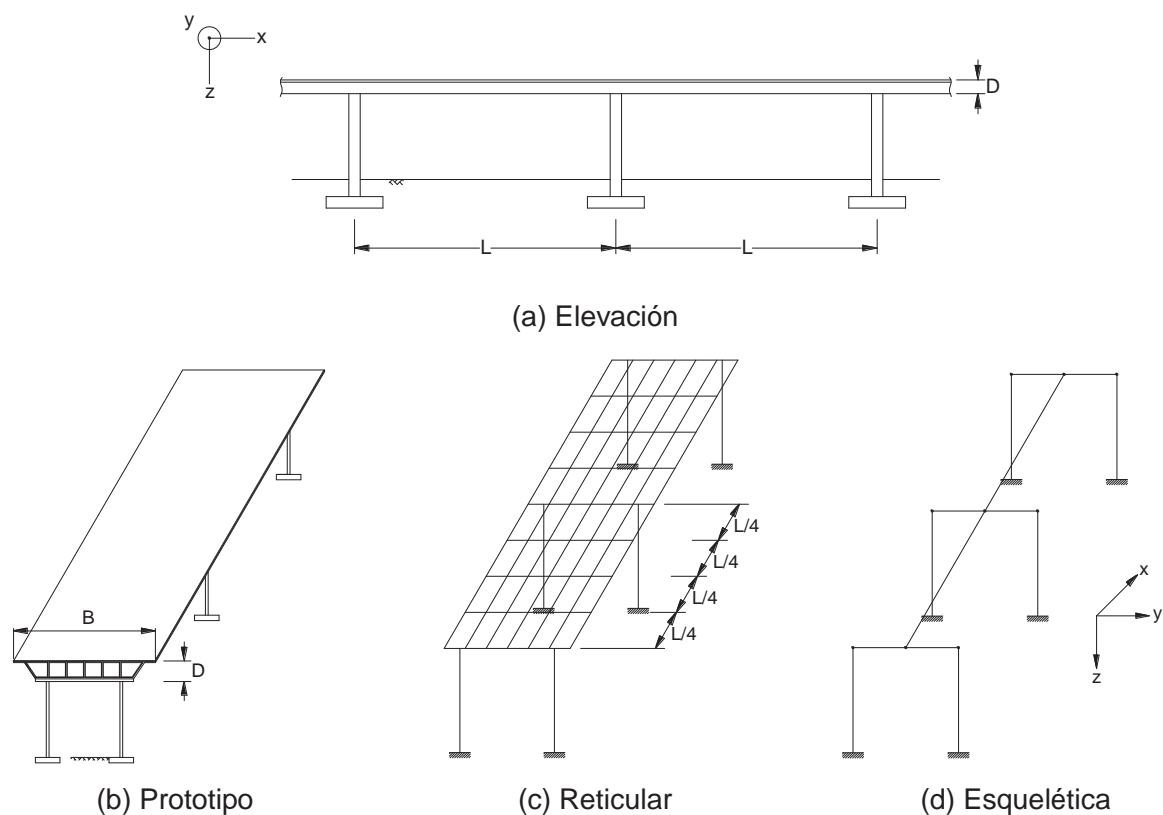 y
x
z
D
L
L
(a) Elevación
B
D
L/4
L/4
L/4
L/4
x
y
z
(b) Prototipo
(c) Reticular
(d) Esquelética